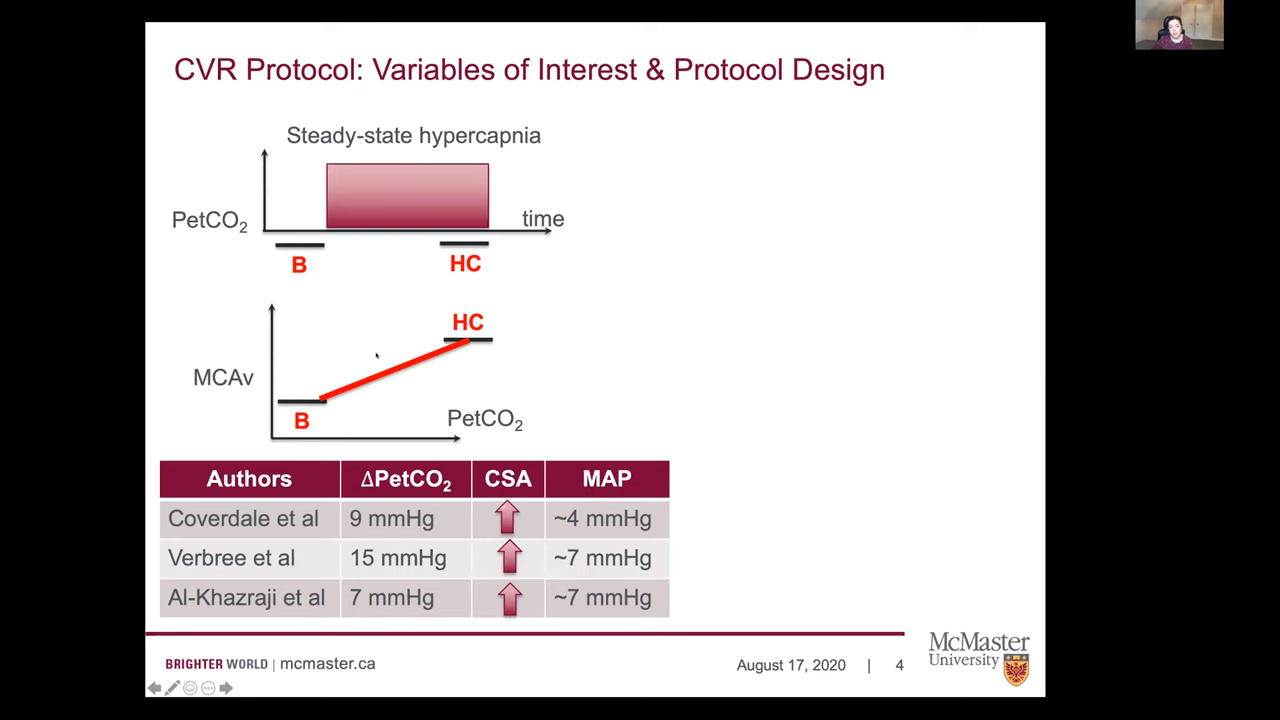 CVR Protocol: Variables of Interest & Protocol Design
Steady-state hypercapnia
PetCO₂
time
B
HC
HC
MCAv
B
PetCO₂
Authors ΔPetCO₂ CSA MAP
Coverdale et al 9 mmHg ~4 mmHg
Verbree et al 15 mmHg ~7 mmHg
Al-Khazraji et al 7 mmHg ~7 mmHg
BRIGHTER WORLD | mcmaster.ca
August 17, 2020 | 4
McMaster
University